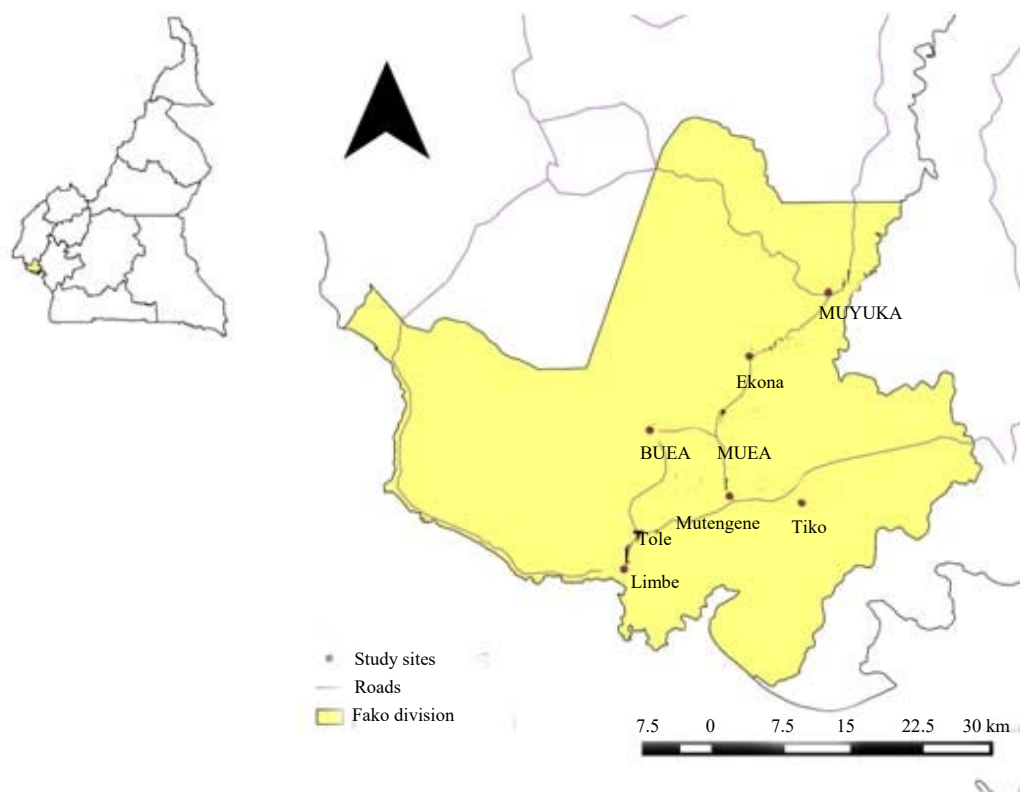 MUYUKA
Ekona
BUEA
MUEA
Mutengene
Tiko
Tole
Limbe
Study sites
Roads
Fako division
7.5 0 7.5 15 22.5 30 km